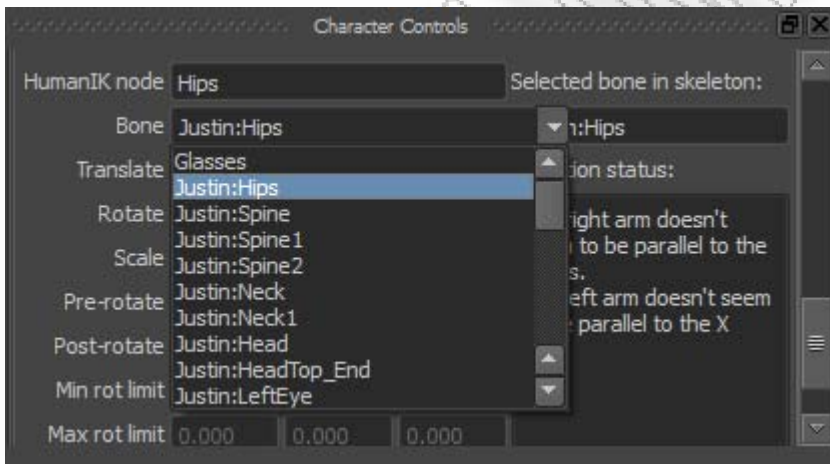 Character Controls
HumanIK node Hips Selected bone in skeleton:
Bone Justin:Hips n:Hips
Translate Glasses ion status:
Justin:Hips
Rotate Justin:Spine ight arm doesn't
Justin:Spine1 to be parallel to the
Scale Justin:Spine2 s.
Pre-rotate Justin:Neck eft arm doesn't seem
Justin:Neck1 parallel to the X
Post-rotate Justin:Head
Justin:HeadTop_End
Min rot limit Justin:LeftEye
Max rot limit 0.000 0.000 0.000